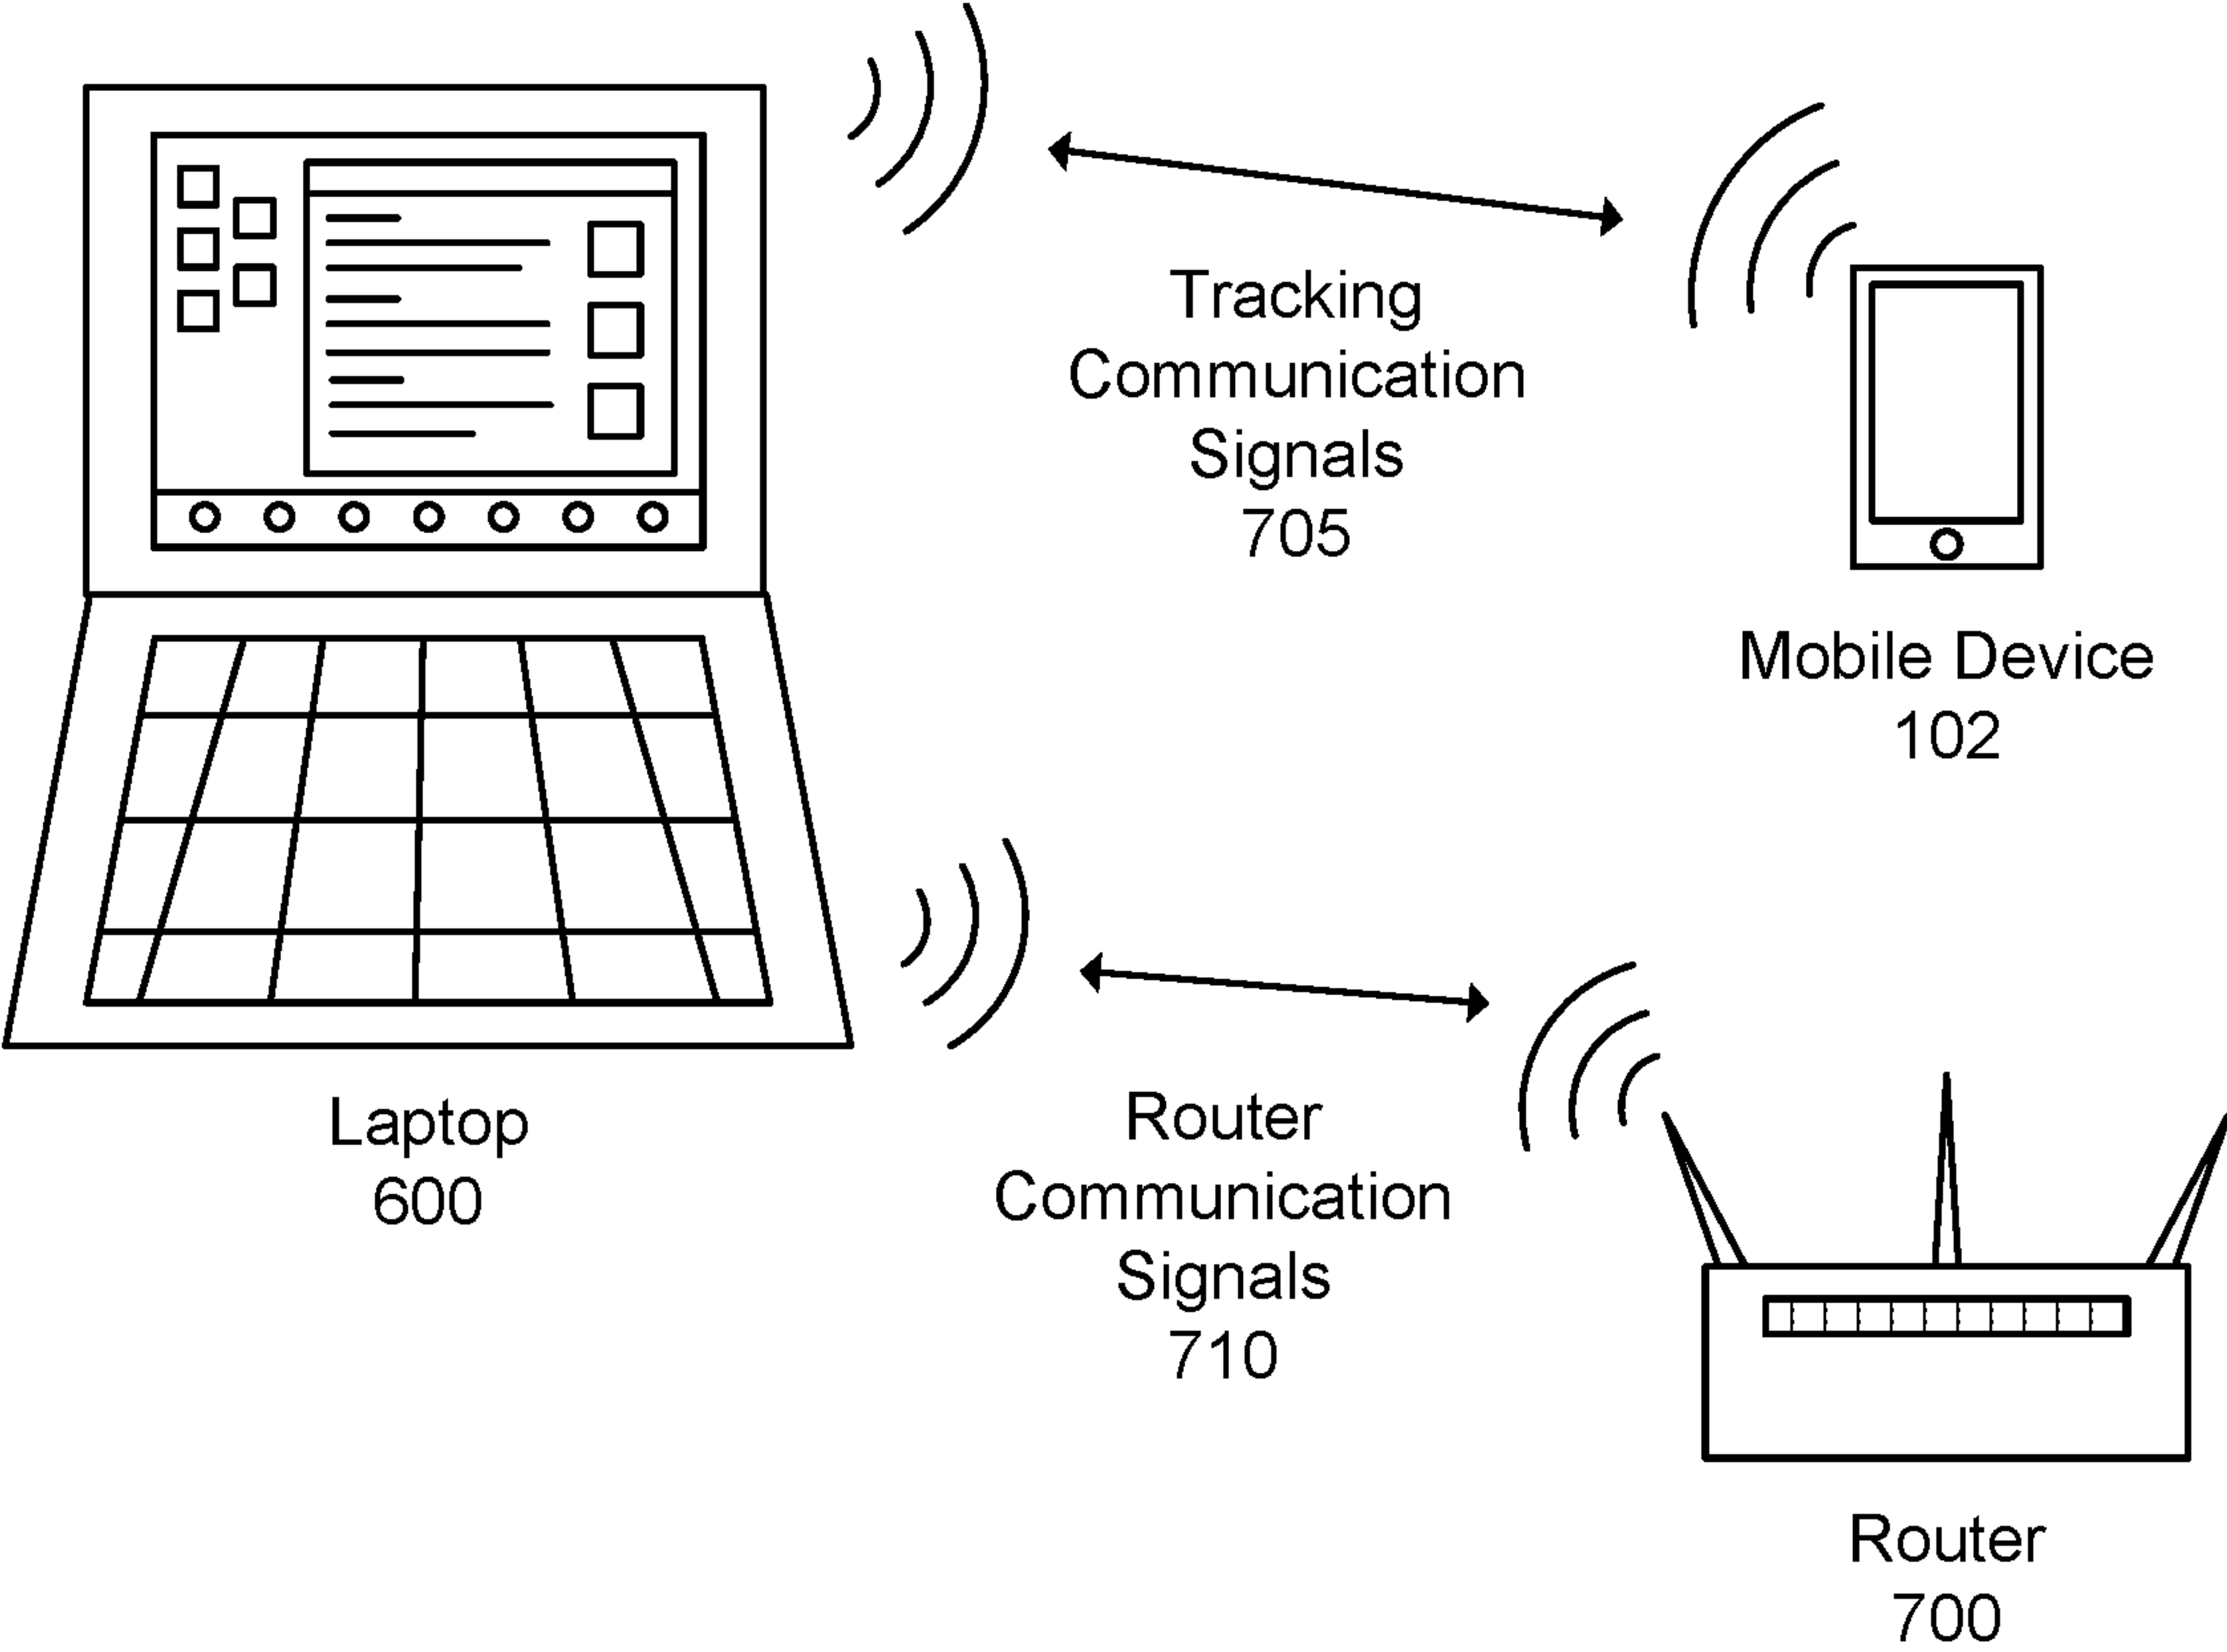 Tracking
Communication
Signals
705
Mobile Device
102
Laptop
600
Router
Communication
Signals
710
Router
700